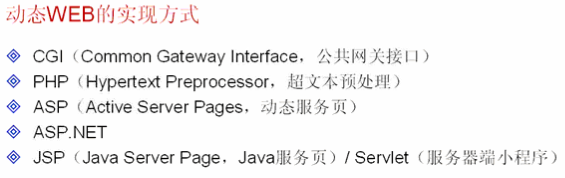 动态WEB的实现方式
CGI（Common Gateway Interface，公共网关接口）
PHP（Hypertext Preprocessor，超文本预处理）
ASP（Active Server Pages，动态服务页）
ASP.NET
JSP（Java Server Page，Java服务页）/ Servlet（服务器端小程序）